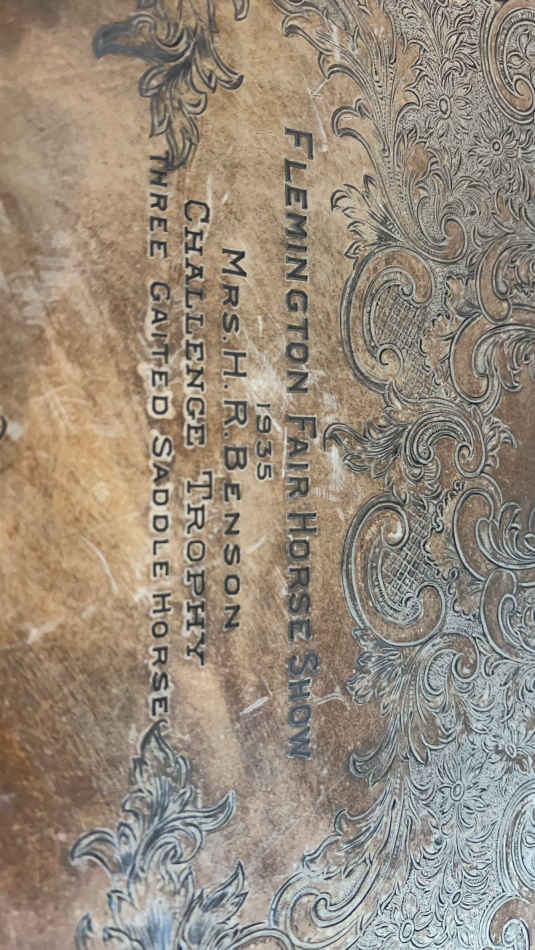 FLEMINGTON FAIR HORSE SHOW
1935
MRS. H. R. BENSON
CHALLENGE TROPHY
THREE GAITED SADDLE HORSE